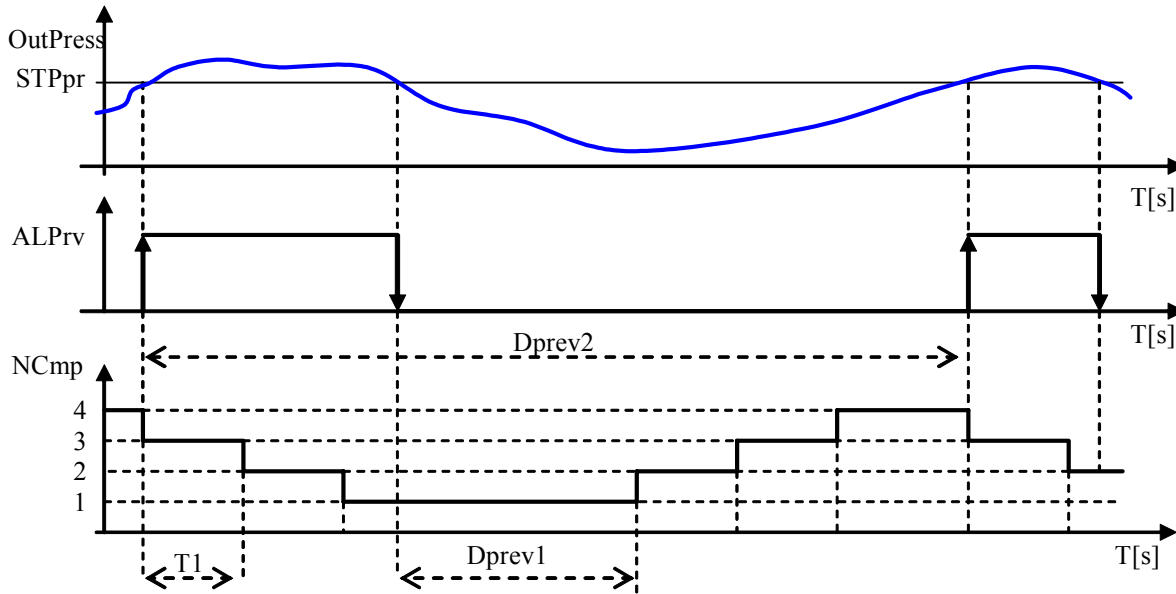 OutPress
STPpr
T[s]
ALPrv
T[s]
Dprev2
NCmp
4
3
2
1
T[s]
T1
Dprev1